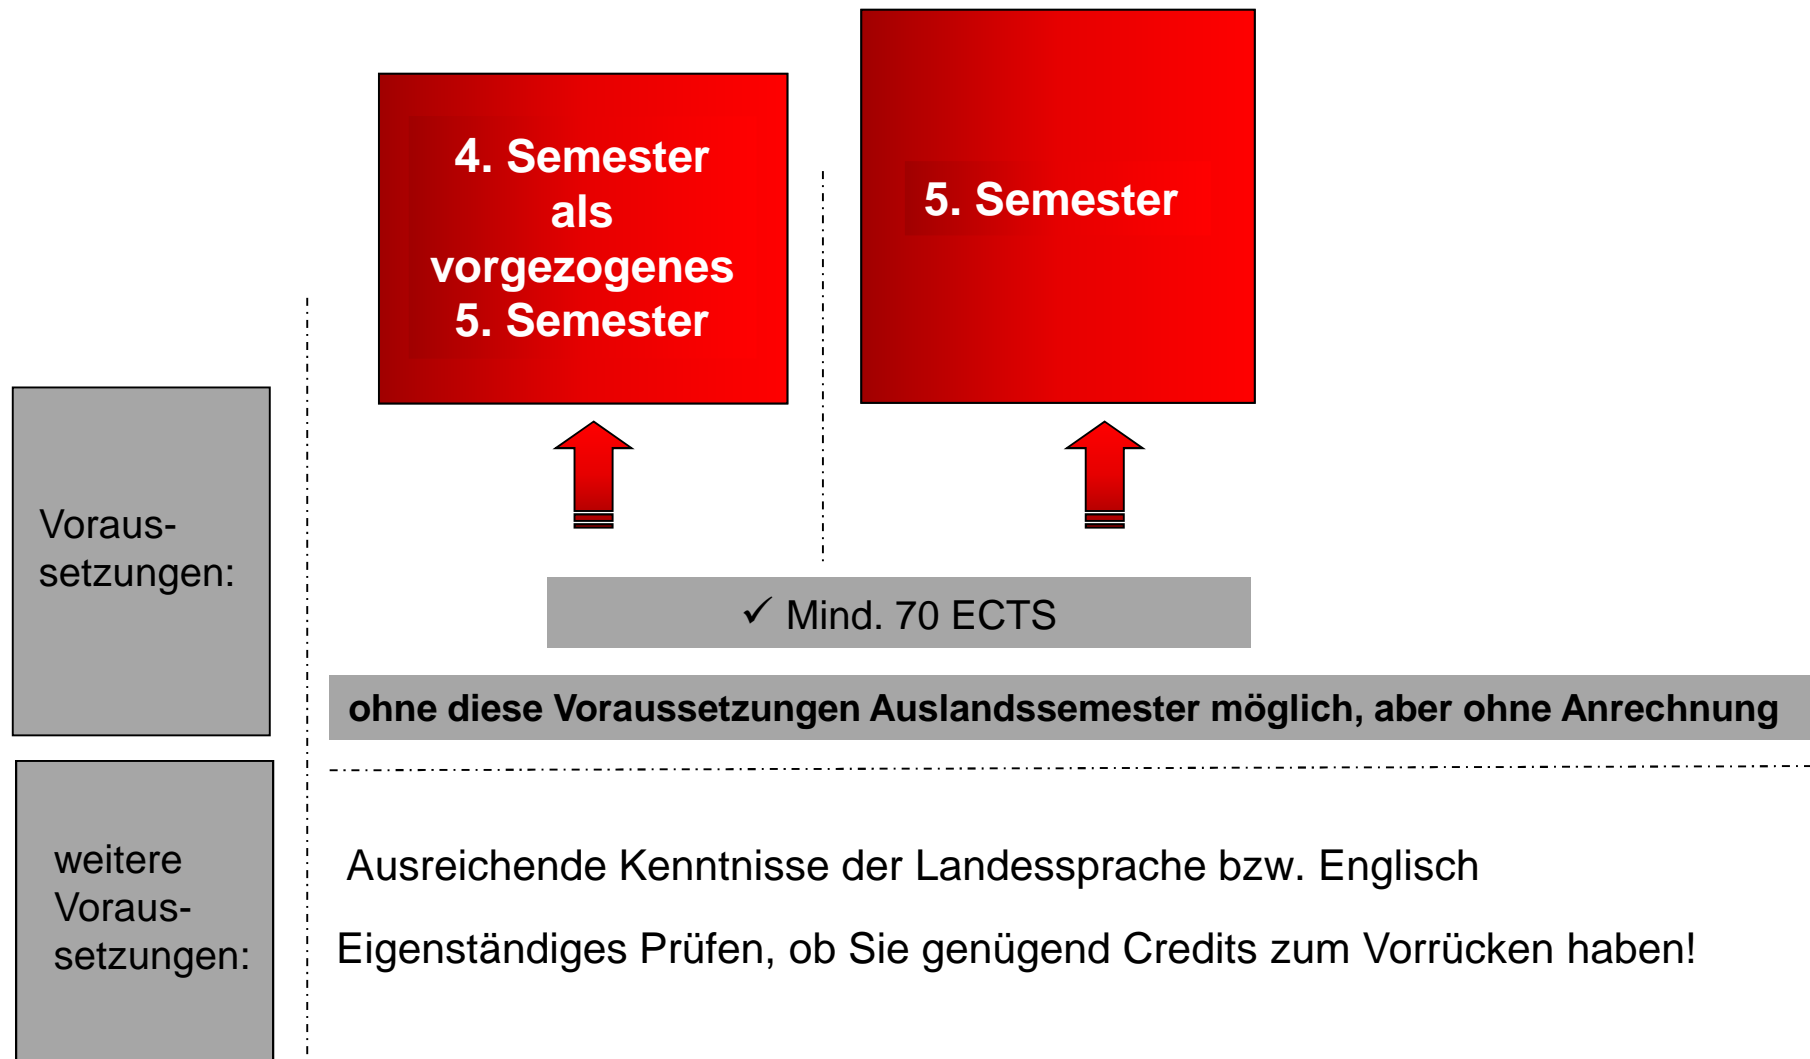 4. Semester
als
vorgezogenes
5. Semester
5. Semester
Voraus-
setzungen:
✓ Mind. 70 ECTS
ohne diese Voraussetzungen Auslandssemester möglich, aber ohne Anrechnung
weitere
Voraus-
setzungen:
Ausreichende Kenntnisse der Landessprache bzw. Englisch
Eigenständiges Prüfen, ob Sie genügend Credits zum Vorrücken haben!